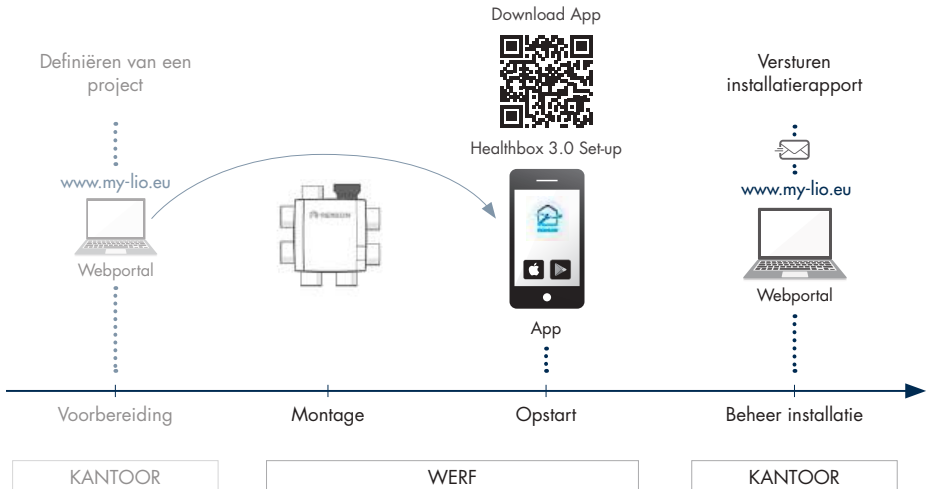 Download App
Definiëren van een
project
Versturen
installatierapport
Healthbox 3.0 Set-up
www.my-lio.eu
www.my-lio.eu
RENSON
Webportal
Webportal
App
Voorbereiding
Montage
Opstart
Beheer installatie
KANTOOR
WERF
KANTOOR